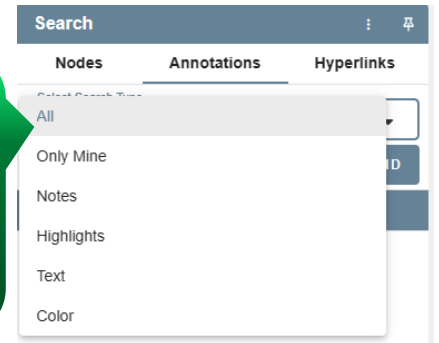 Search
Nodes Annotations Hyperlinks
All
Only Mine
Notes
Highlights
Text
Color